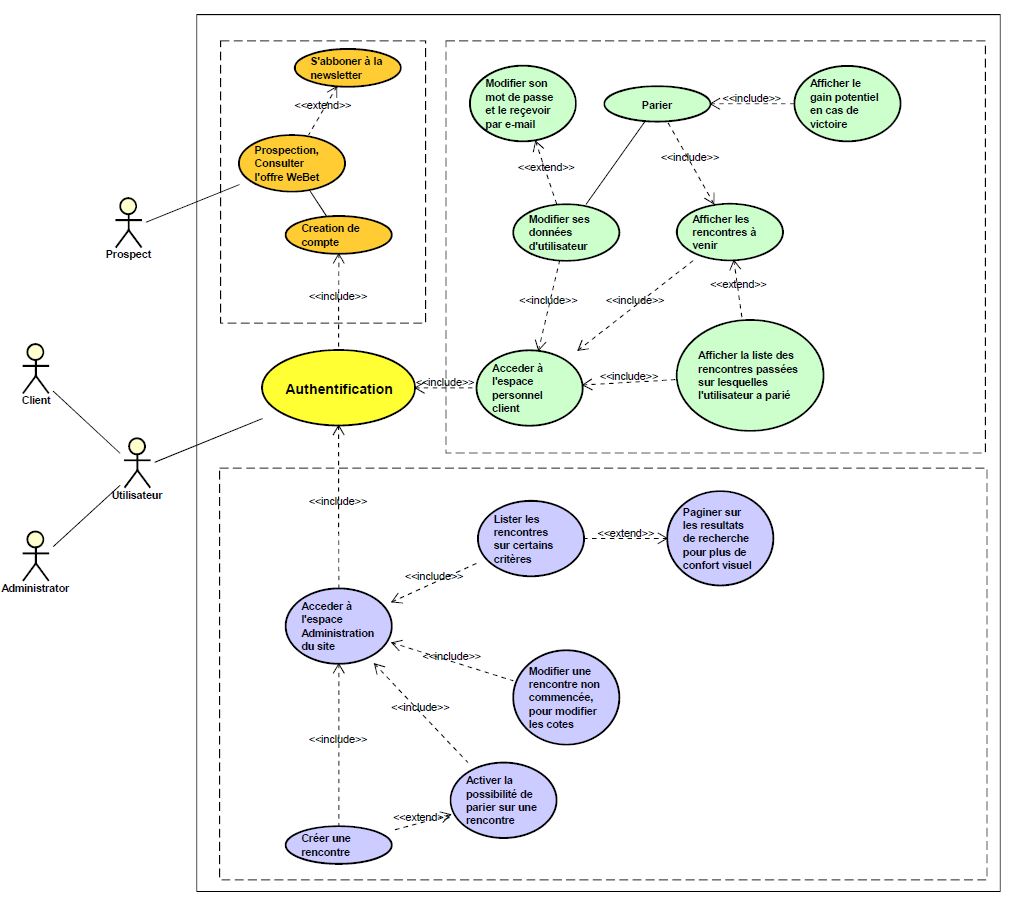 S'abboner à la
newsletter
<<extend>>
Prospection,
Consulter
l'offre WeBet
Creation de
compte
<<include>>
Prospect
Client
Utilisateur
Administrator
Authentification
Modifier son
mot de passe
et le reçevoir
par e-mail
Parier
<<include>>
Afficher le
gain potentiel
en cas de
victoire
<<extend>>
<<include>>
Modifier ses
données
d'utilisateur
Afficher les
rencontres à
venir
<<include>>
<<include>>
<<extend>>
<<include>>
Acceder à
l'espace
personnel
client
<<include>>
Afficher la liste des
rencontres passées
sur lesquelles
l'utilisateur a parié
<<include>>
Lister les
rencontres
sur certains
critères
<<extend>>
Paginer sur
les resultats
de recherche
pour plus de
confort visuel
<<include>>
Acceder à
l'espace
Administration
du site
<<include>>
Modifier une
rencontre non
commencée,
pour modifier
les cotes
<<include>>
<<include>>
Activer la
possibilité de
parier sur une
rencontre
<<extend>>
Créer une
rencontre